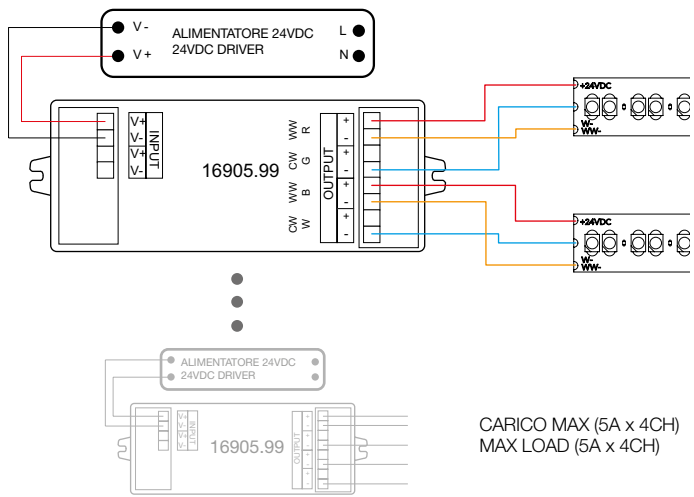 V -
V +
ALIMENTATORE 24VDC
24VDC DRIVER
L
N
V+
V-
V+
V-
INPUT
16905.99
WW
CW
WW
CW
R
G
B
W
OUTPUT
+
-
+
-
+
-
+
-
+24VDC
W-
WW-
+24VDC
W-
WW-
ALIMENTATORE 24VDC
24VDC DRIVER
INPUT
16905.99
OUTPUT
+
-
+
-
+
-
+
-
CARICO MAX (5A x 4CH)
MAX LOAD (5A x 4CH)